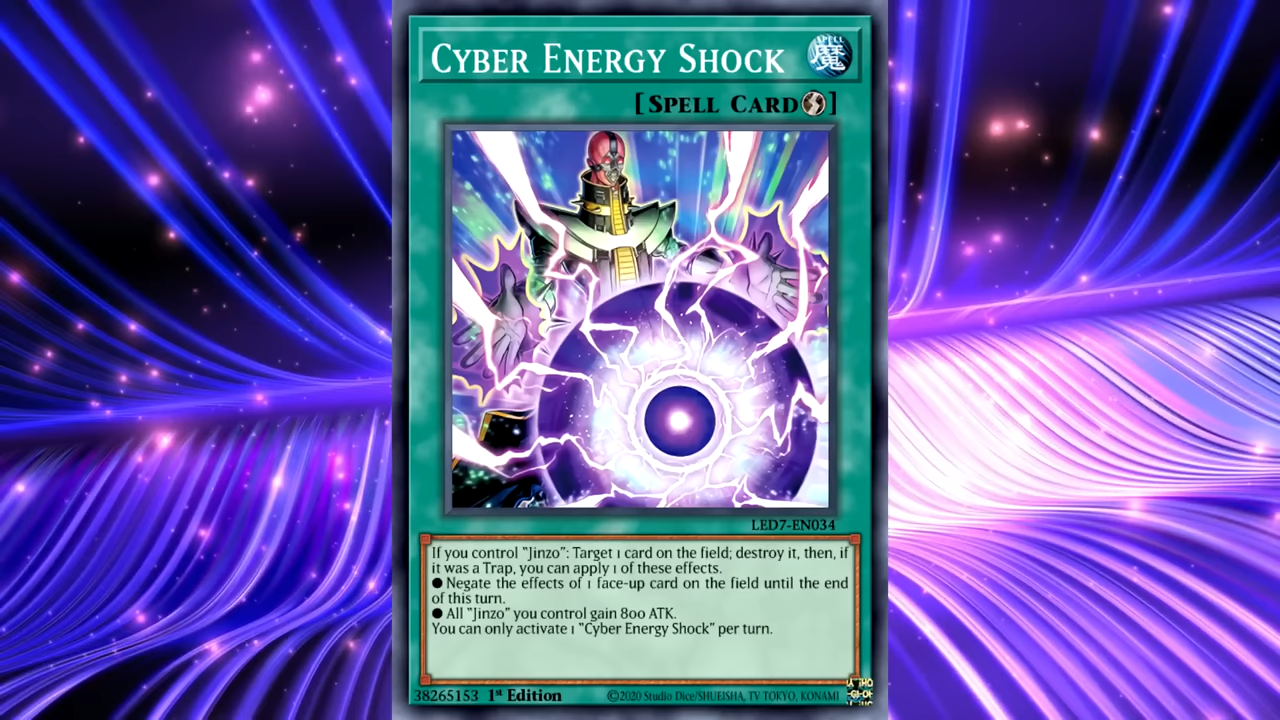 CYBER ENERGY SHOCK
SPELL
魔
[SPELL CARD]
LED7-EN034
If you control "Jinzo": Target 1 card on the field; destroy it, then, if
it was a Trap, you can apply 1 of these effects.
● Negate the effects of 1 face-up card on the field until the end
of this turn.
● All "Jinzo" you control gain 800 ATK.
You can only activate 1 "Cyber Energy Shock" per turn.
38265153 1st Edition ©2020 Studio Dice/SHUEISHA, TV TOKYO, KONAMI